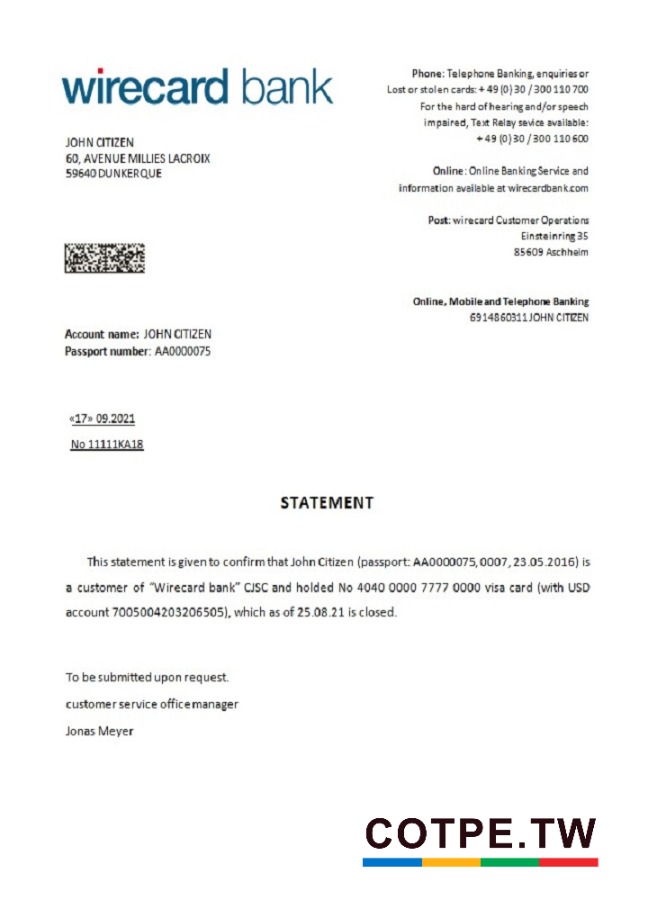 wirecard bank
Phone: Telephone Banking, enquiries or
Lost or stolen cards: + 49 (0) 30 / 300 110 700
For the hard of hearing and/or speech
impaired, Text Relay sevice available:
+ 49 (0) 30 / 300 110 600
JOHN CITIZEN
60, AVENUE MILLIES LACROIX
59640 DUNKERQUE
Online: Online Banking Service and
information available at wirecardbank.com
Post: wirecard Customer Operations
Einsteinring 35
85609 Aschheim
Online, Mobile and Telephone Banking
6914860311 JOHN CITIZEN
Account name: JOHN CITIZEN
Passport number: AA0000075
«17» 09.2021
No 11111KA18
STATEMENT
This statement is given to confirm that John Citizen (passport: AA0000075, 0007, 23.05.2016) is
a customer of “Wirecard bank” CJSC and holded No 4040 0000 7777 0000 visa card (with USD
account 7005004203206505), which as of 25.08.21 is closed.
To be submitted upon request.
customer service office manager
Jonas Meyer
COTPE.TW